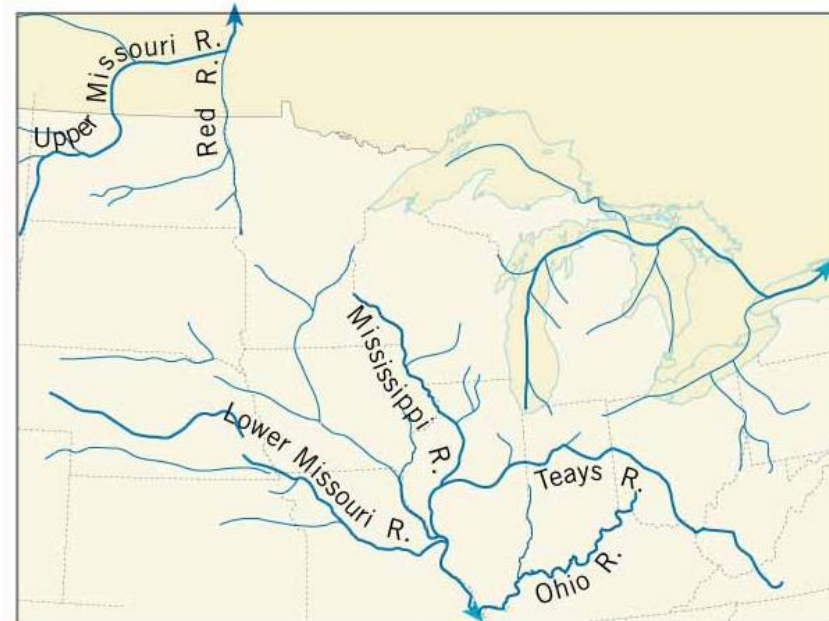 Upper Missouri R.
Red R.
Mississippi R.
Lower Missouri R.
Teays R.
Ohio R.